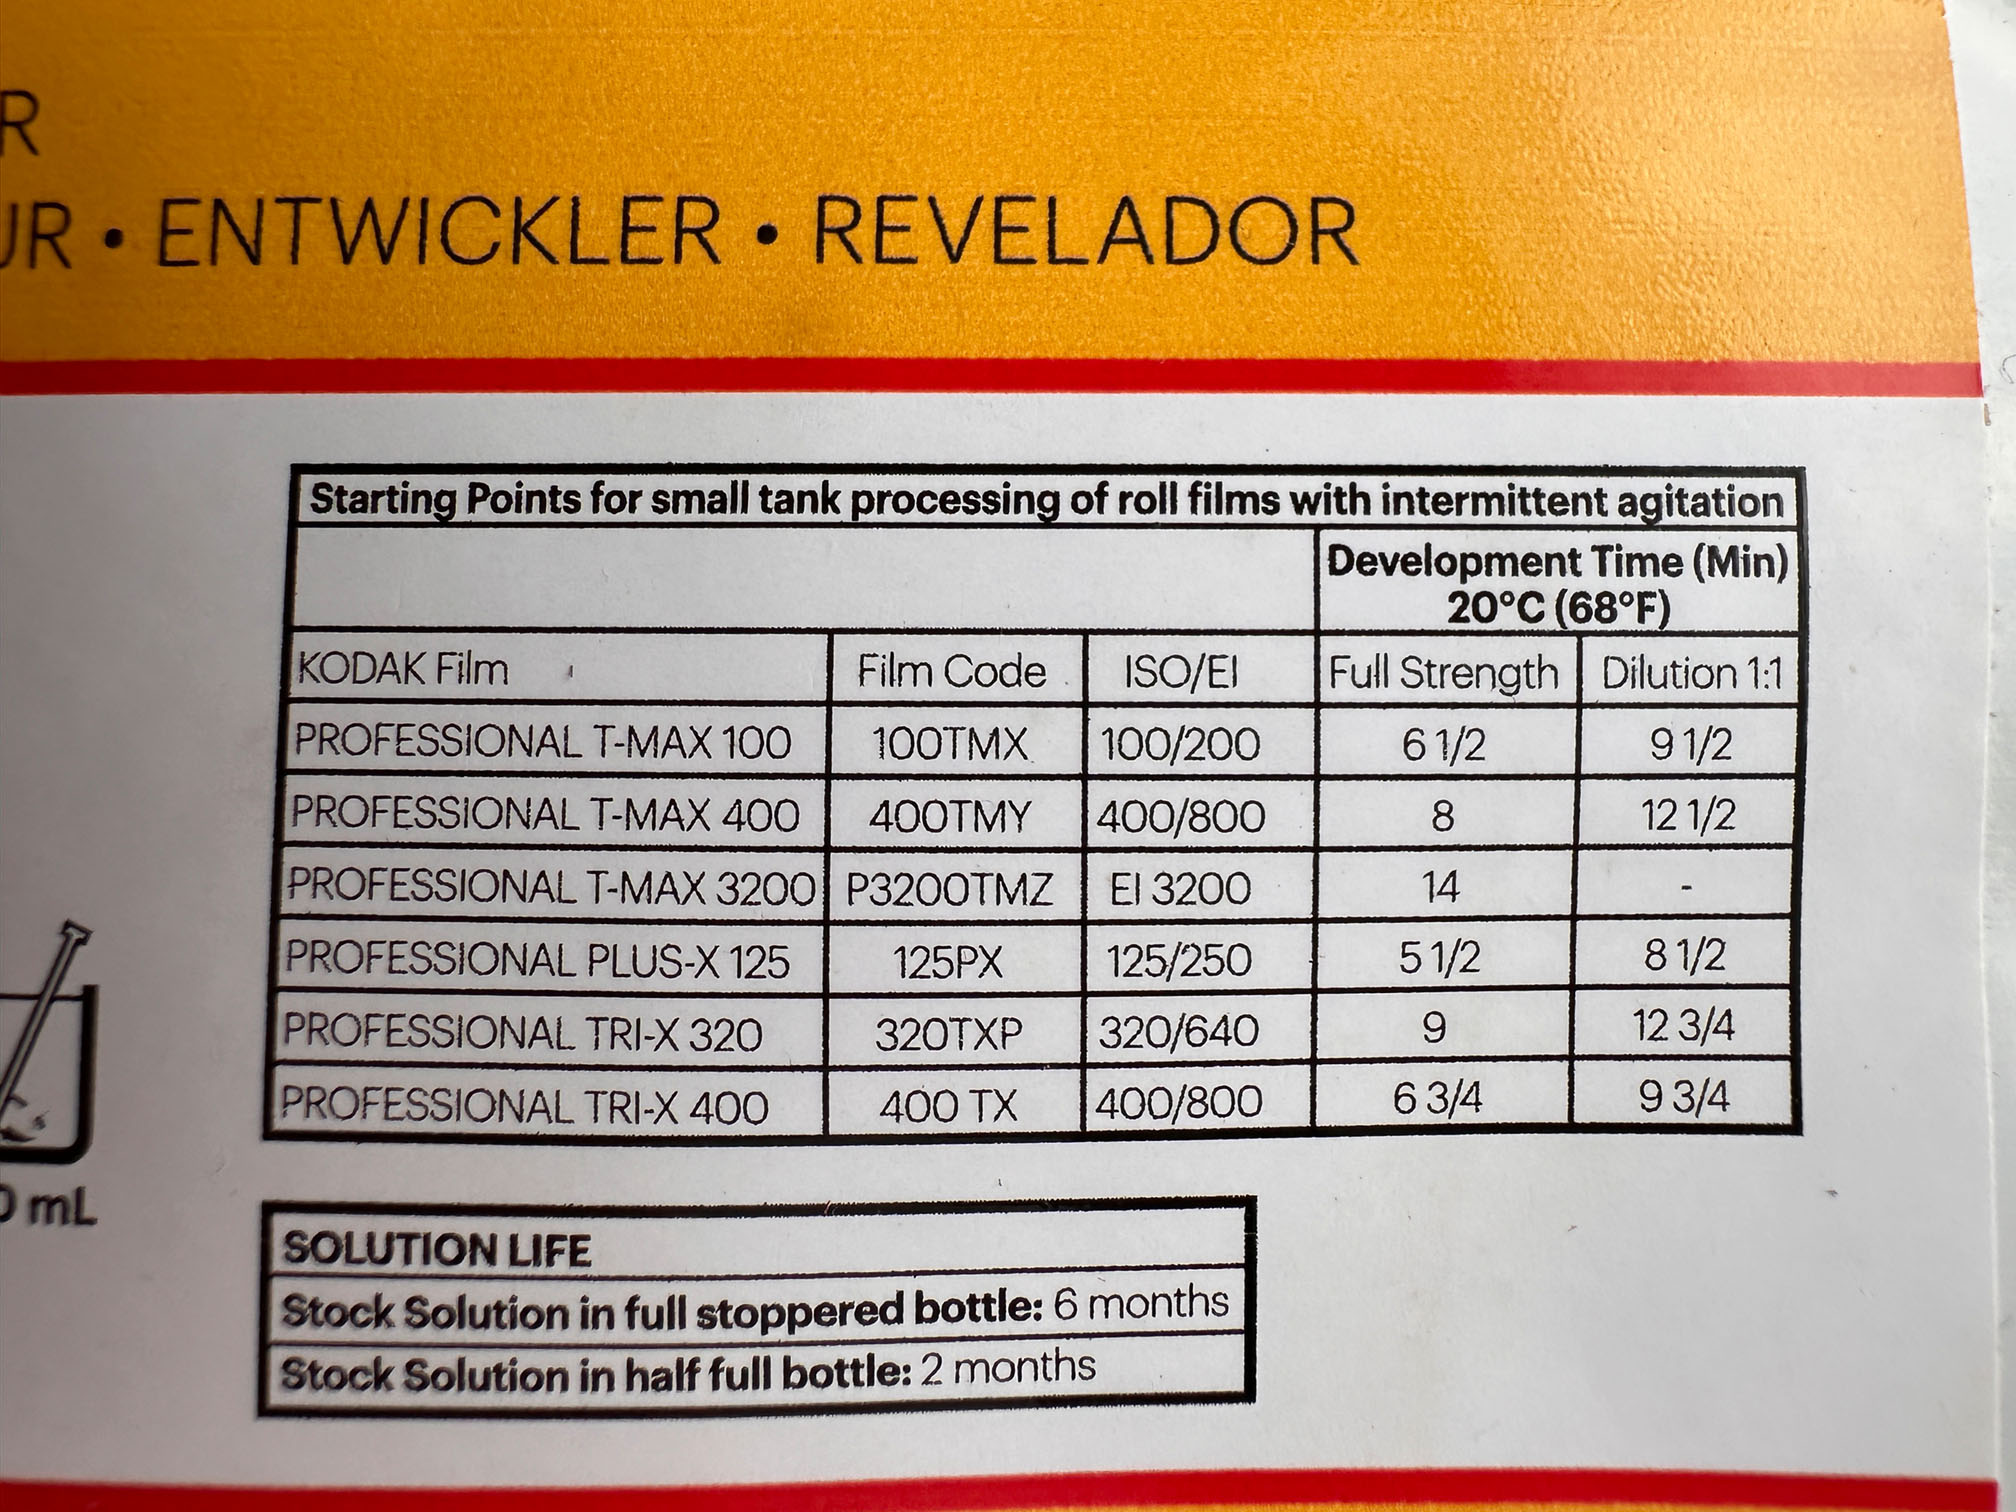 R
UR • ENTWICKLER • REVELADOR
Starting Points for small tank processing of roll films with intermittent agitation
Development Time (Min)
20°C (68°F)
KODAK Film Film Code ISO/EI Full Strength Dilution 1:1
PROFESSIONAL T-MAX 100 100TMX 100/200 6 1/2 9 1/2
PROFESSIONAL T-MAX 400 400TMY 400/800 8 12 1/2
PROFESSIONAL T-MAX 3200 P3200TMZ EI 3200 14 -
PROFESSIONAL PLUS-X 125 125PX 125/250 5 1/2 8 1/2
PROFESSIONAL TRI-X 320 320TXP 320/640 9 12 3/4
PROFESSIONAL TRI-X 400 400 TX 400/800 6 3/4 9 3/4
0 mL
SOLUTION LIFE
Stock Solution in full stoppered bottle: 6 months
Stock Solution in half full bottle: 2 months